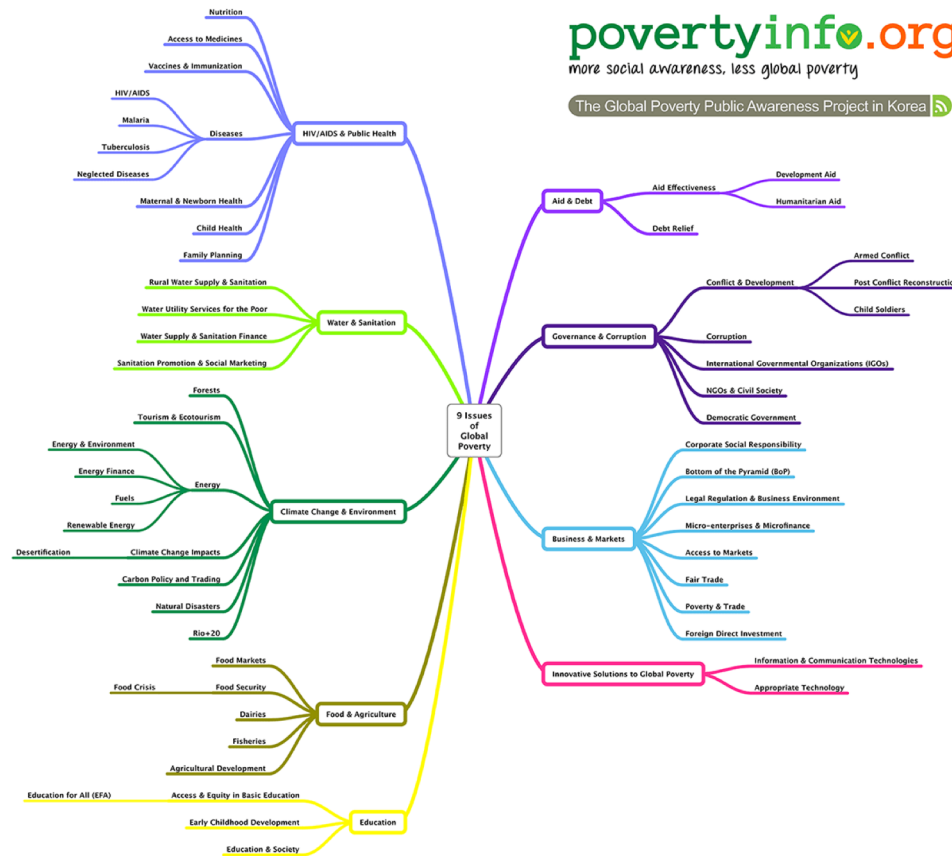 povertyinfo.org
more social awareness, less global poverty
The Global Poverty Public Awareness Project in Korea
9 Issues
of
Global
Poverty
HIV/AIDS & Public Health
Nutrition
Access to Medicines
Vaccines & Immunization
Diseases
HIV/AIDS
Malaria
Tuberculosis
Neglected Diseases
Maternal & Newborn Health
Child Health
Family Planning
Water & Sanitation
Rural Water Supply & Sanitation
Water Utility Services for the Poor
Water Supply & Sanitation Finance
Sanitation Promotion & Social Marketing
Climate Change & Environment
Forests
Tourism & Ecotourism
Energy
Energy & Environment
Energy Finance
Fuels
Renewable Energy
Climate Change Impacts
Desertification
Carbon Policy and Trading
Natural Disasters
Rio+20
Food & Agriculture
Food Markets
Food Security
Food Crisis
Dairies
Fisheries
Agricultural Development
Education
Access & Equity in Basic Education
Education for All (EFA)
Early Childhood Development
Education & Society
Aid & Debt
Aid Effectiveness
Development Aid
Humanitarian Aid
Debt Relief
Governance & Corruption
Conflict & Development
Armed Conflict
Post Conflict Reconstructio
Child Soldiers
Corruption
International Governmental Organizations (IGOs)
NGOs & Civil Society
Democratic Government
Business & Markets
Corporate Social Responsibility
Bottom of the Pyramid (BoP)
Legal Regulation & Business Environment
Micro-enterprises & Microfinance
Access to Markets
Fair Trade
Poverty & Trade
Foreign Direct Investment
Innovative Solutions to Global Poverty
Information & Communication Technologies
Appropriate Technology